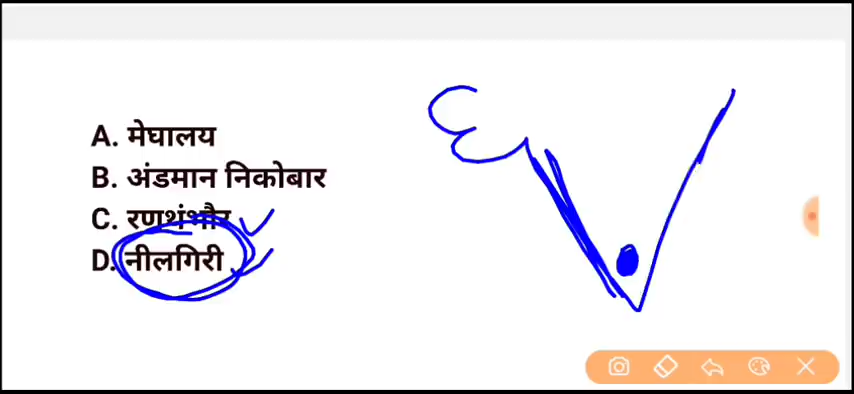 A. मेघालय
B. अंडमान निकोबार
C. रणथंभौर
D. नीलगिरी